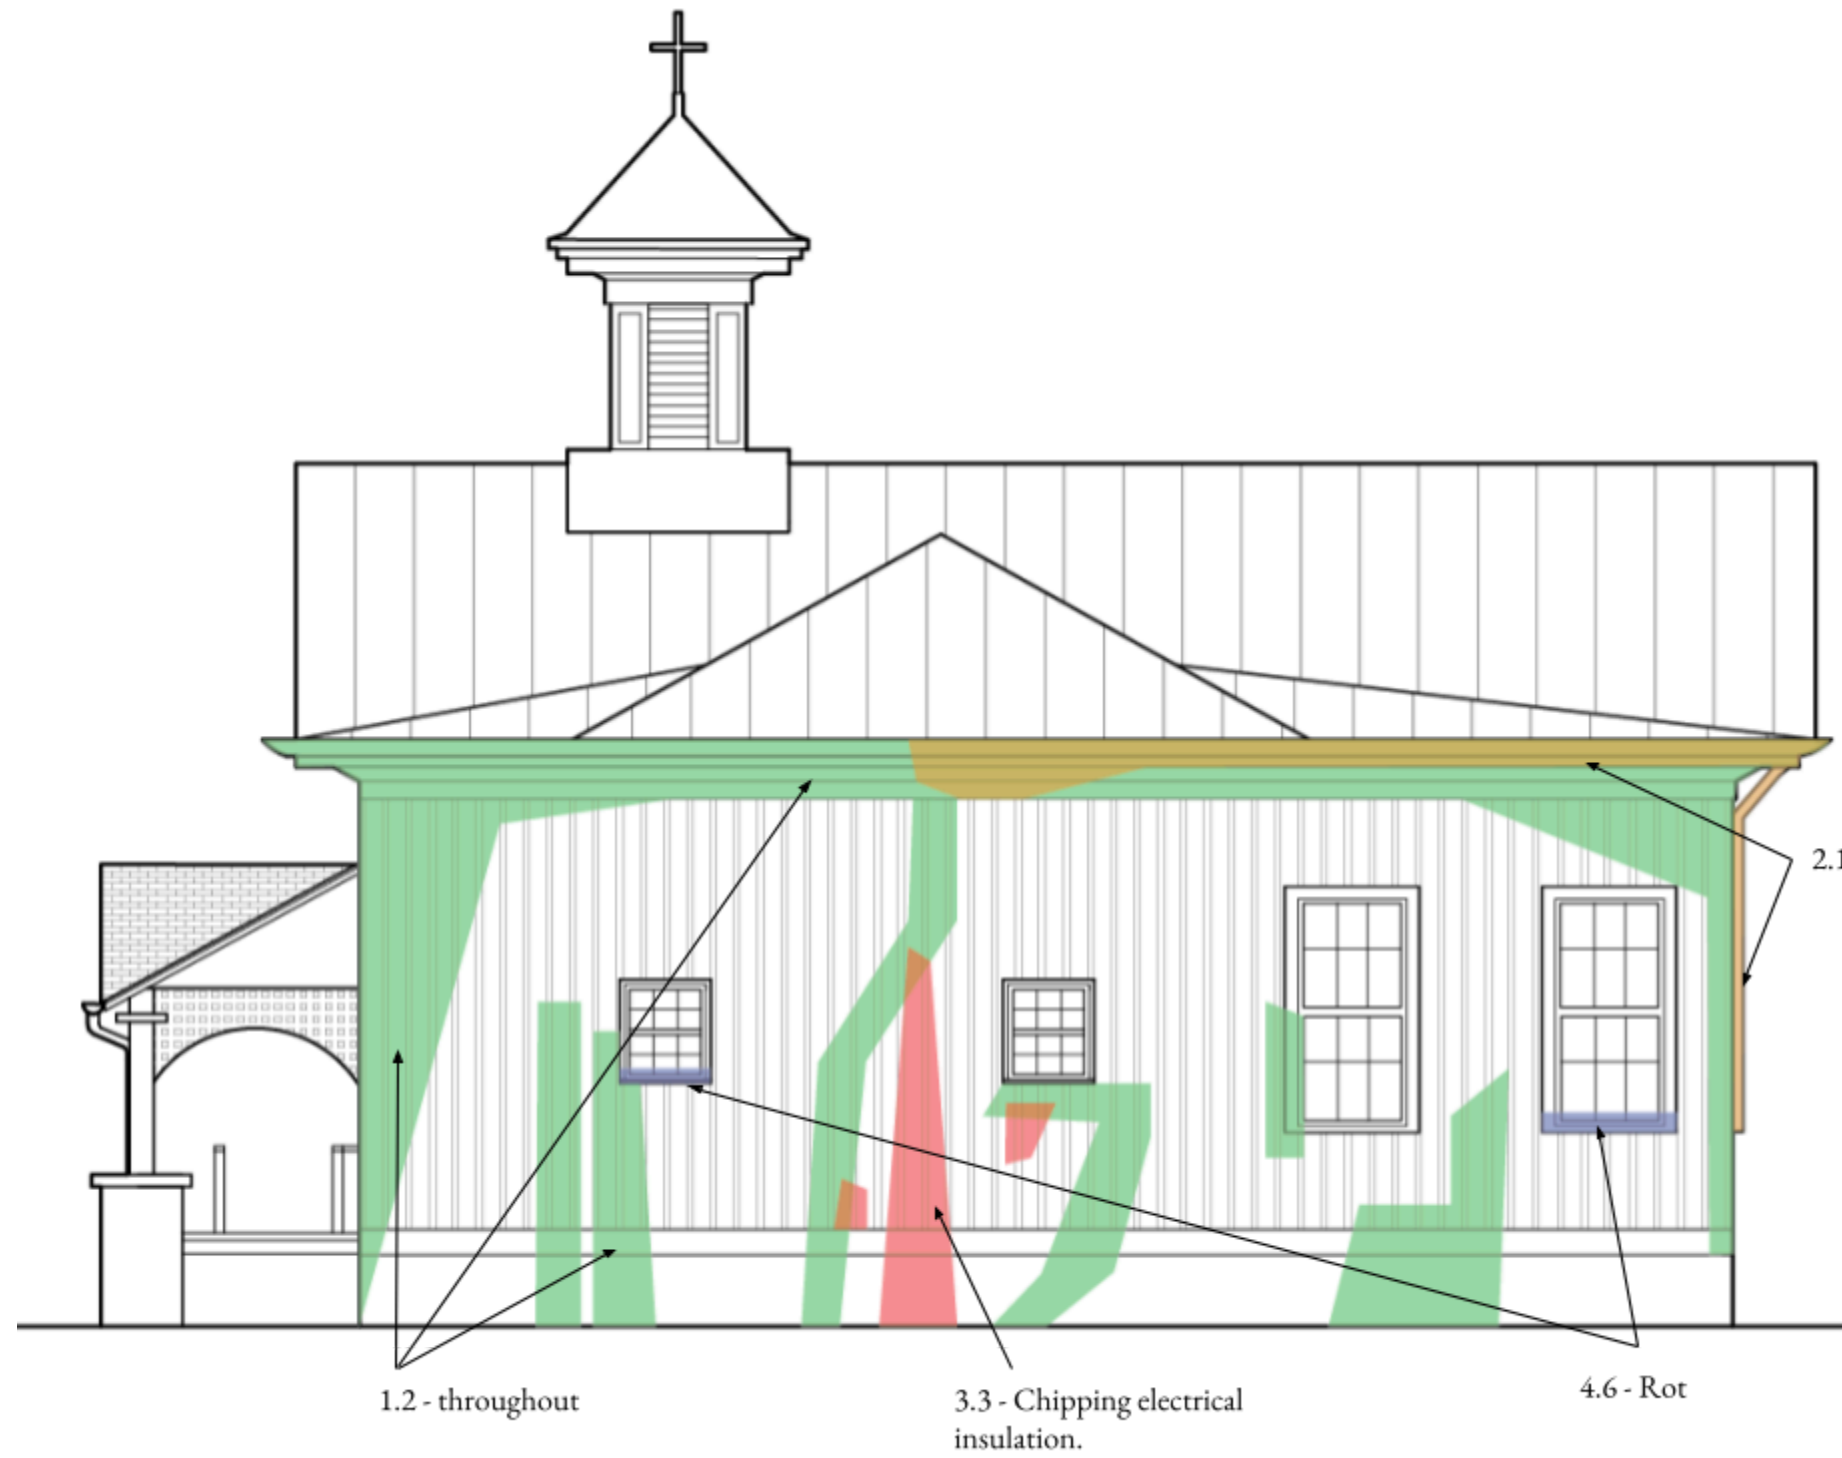 2.1
1.2 - throughout
3.3 - Chipping electrical
insulation.
4.6 - Rot